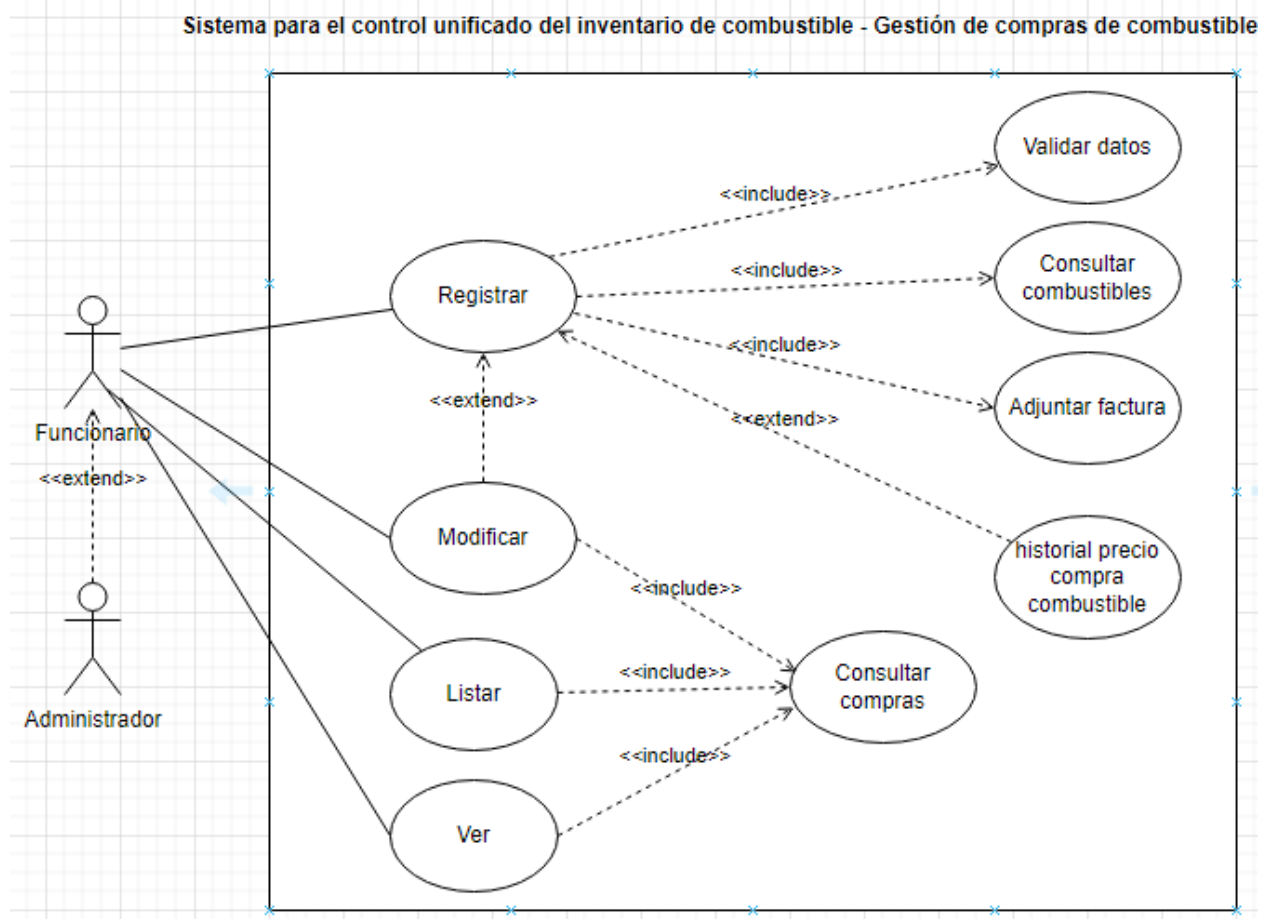 Sistema para el control unificado del inventario de combustible - Gestión de compras de combustible
Validar datos
<<include>>
Consultar
combustibles
<<include>>
Registrar
<<include>>
Adjuntar factura
<<extend>>
<<extend>>
Funcionario
<<extend>>
Modificar
historial precio
compra
combustible
<<include>>
Consultar
compras
<<include>>
Listar
Administrador
<<include>>
Ver